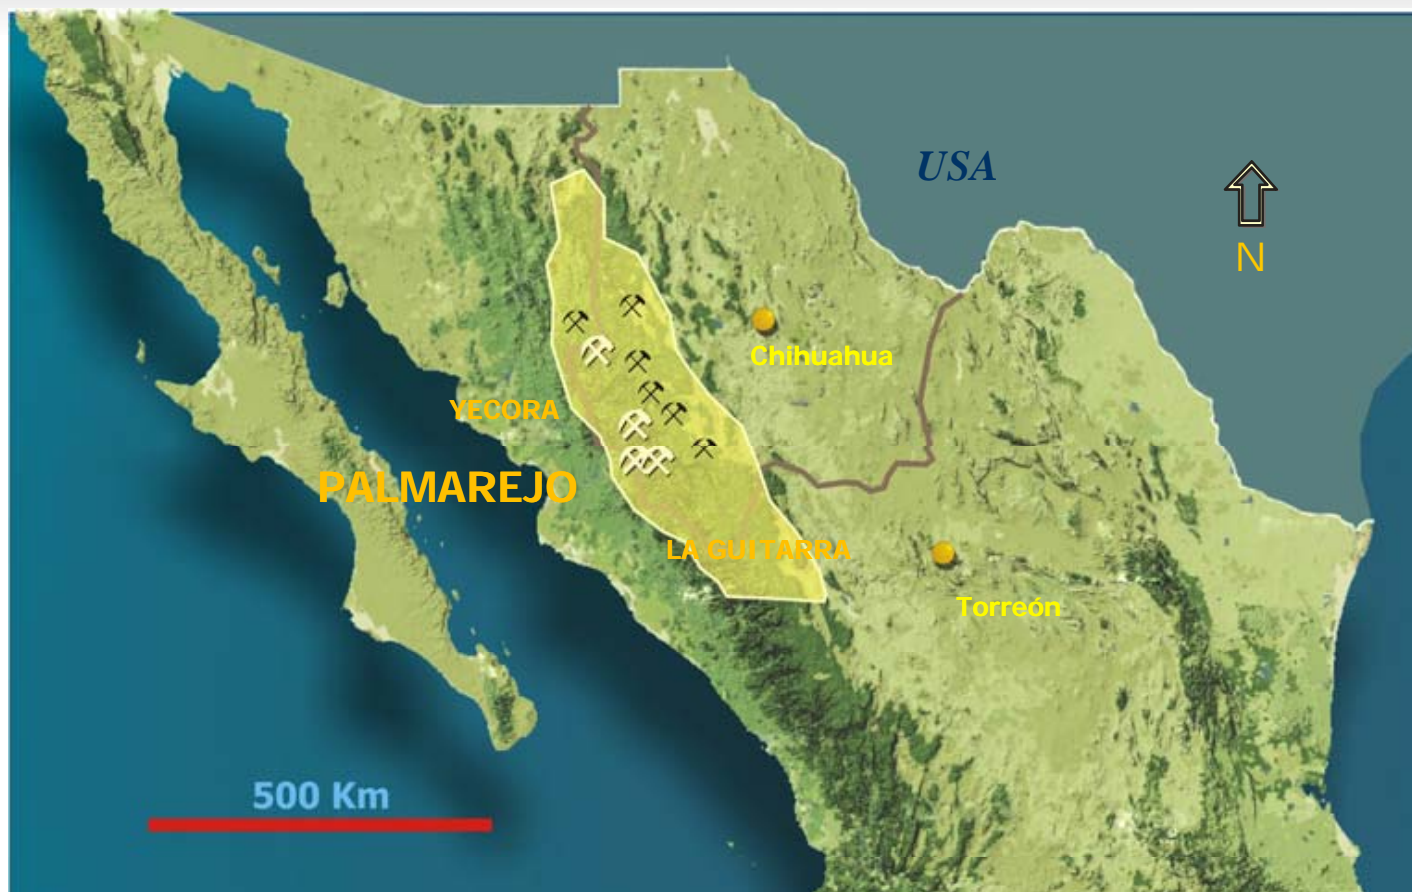 USA
N
Chihuahua
YECORA
PALMAREJO
LA GUITARRA
Torreón
500 Km